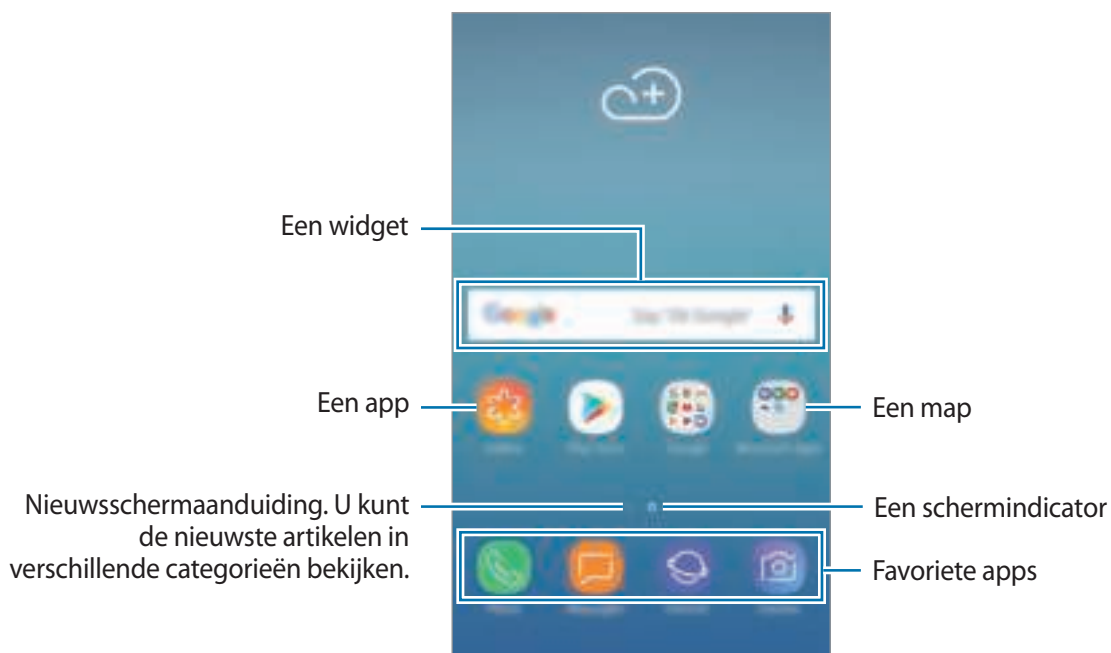 Een widget
Google
Een app
Een map
Nieuwsschermaanduiding. U kunt
de nieuwste artikelen in
verschillende categorieën bekijken.
Een schermindicator
Favoriete apps